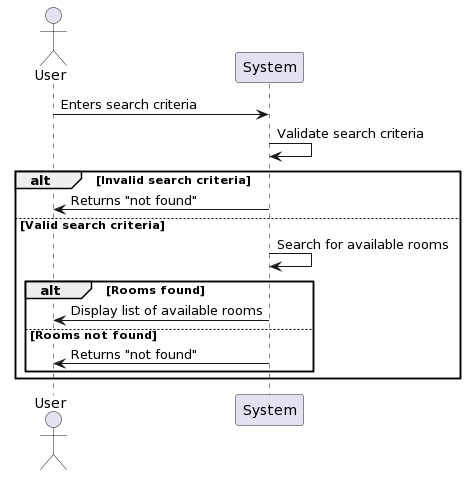 User
System
Enters search criteria
Validate search criteria
alt [Invalid search criteria]
Returns "not found"
[Valid search criteria]
Search for available rooms
alt [Rooms found]
Display list of available rooms
[Rooms not found]
Returns "not found"
User
System